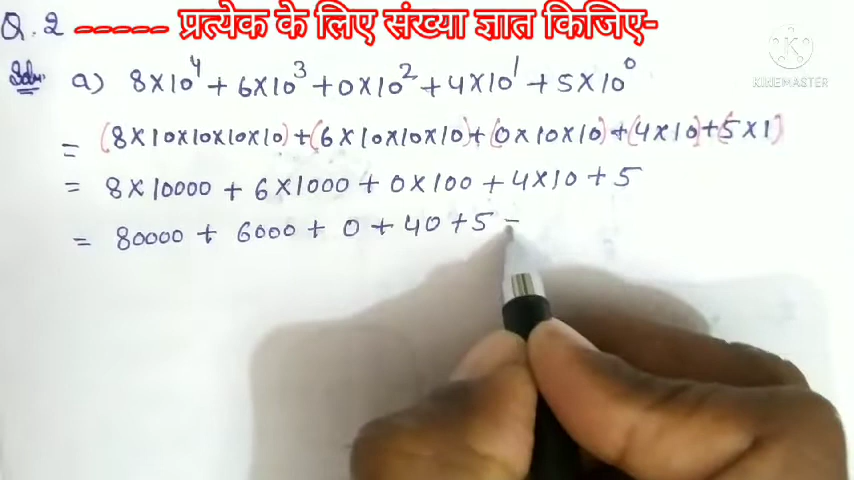 Q.2 ----- प्रत्येक के लिए संख्या ज्ञात किजिए-
Soln. a) 8×10⁴ + 6×10³ + 0×10² + 4×10¹ + 5×10⁰
= (8×10×10×10×10) + (6×10×10×10) + (0×10×10) + (4×10) + (5×1)
= 8×10000 + 6×1000 + 0×100 + 4×10 + 5
= 80000 + 6000 + 0 + 40 + 5 =
KINEMASTER